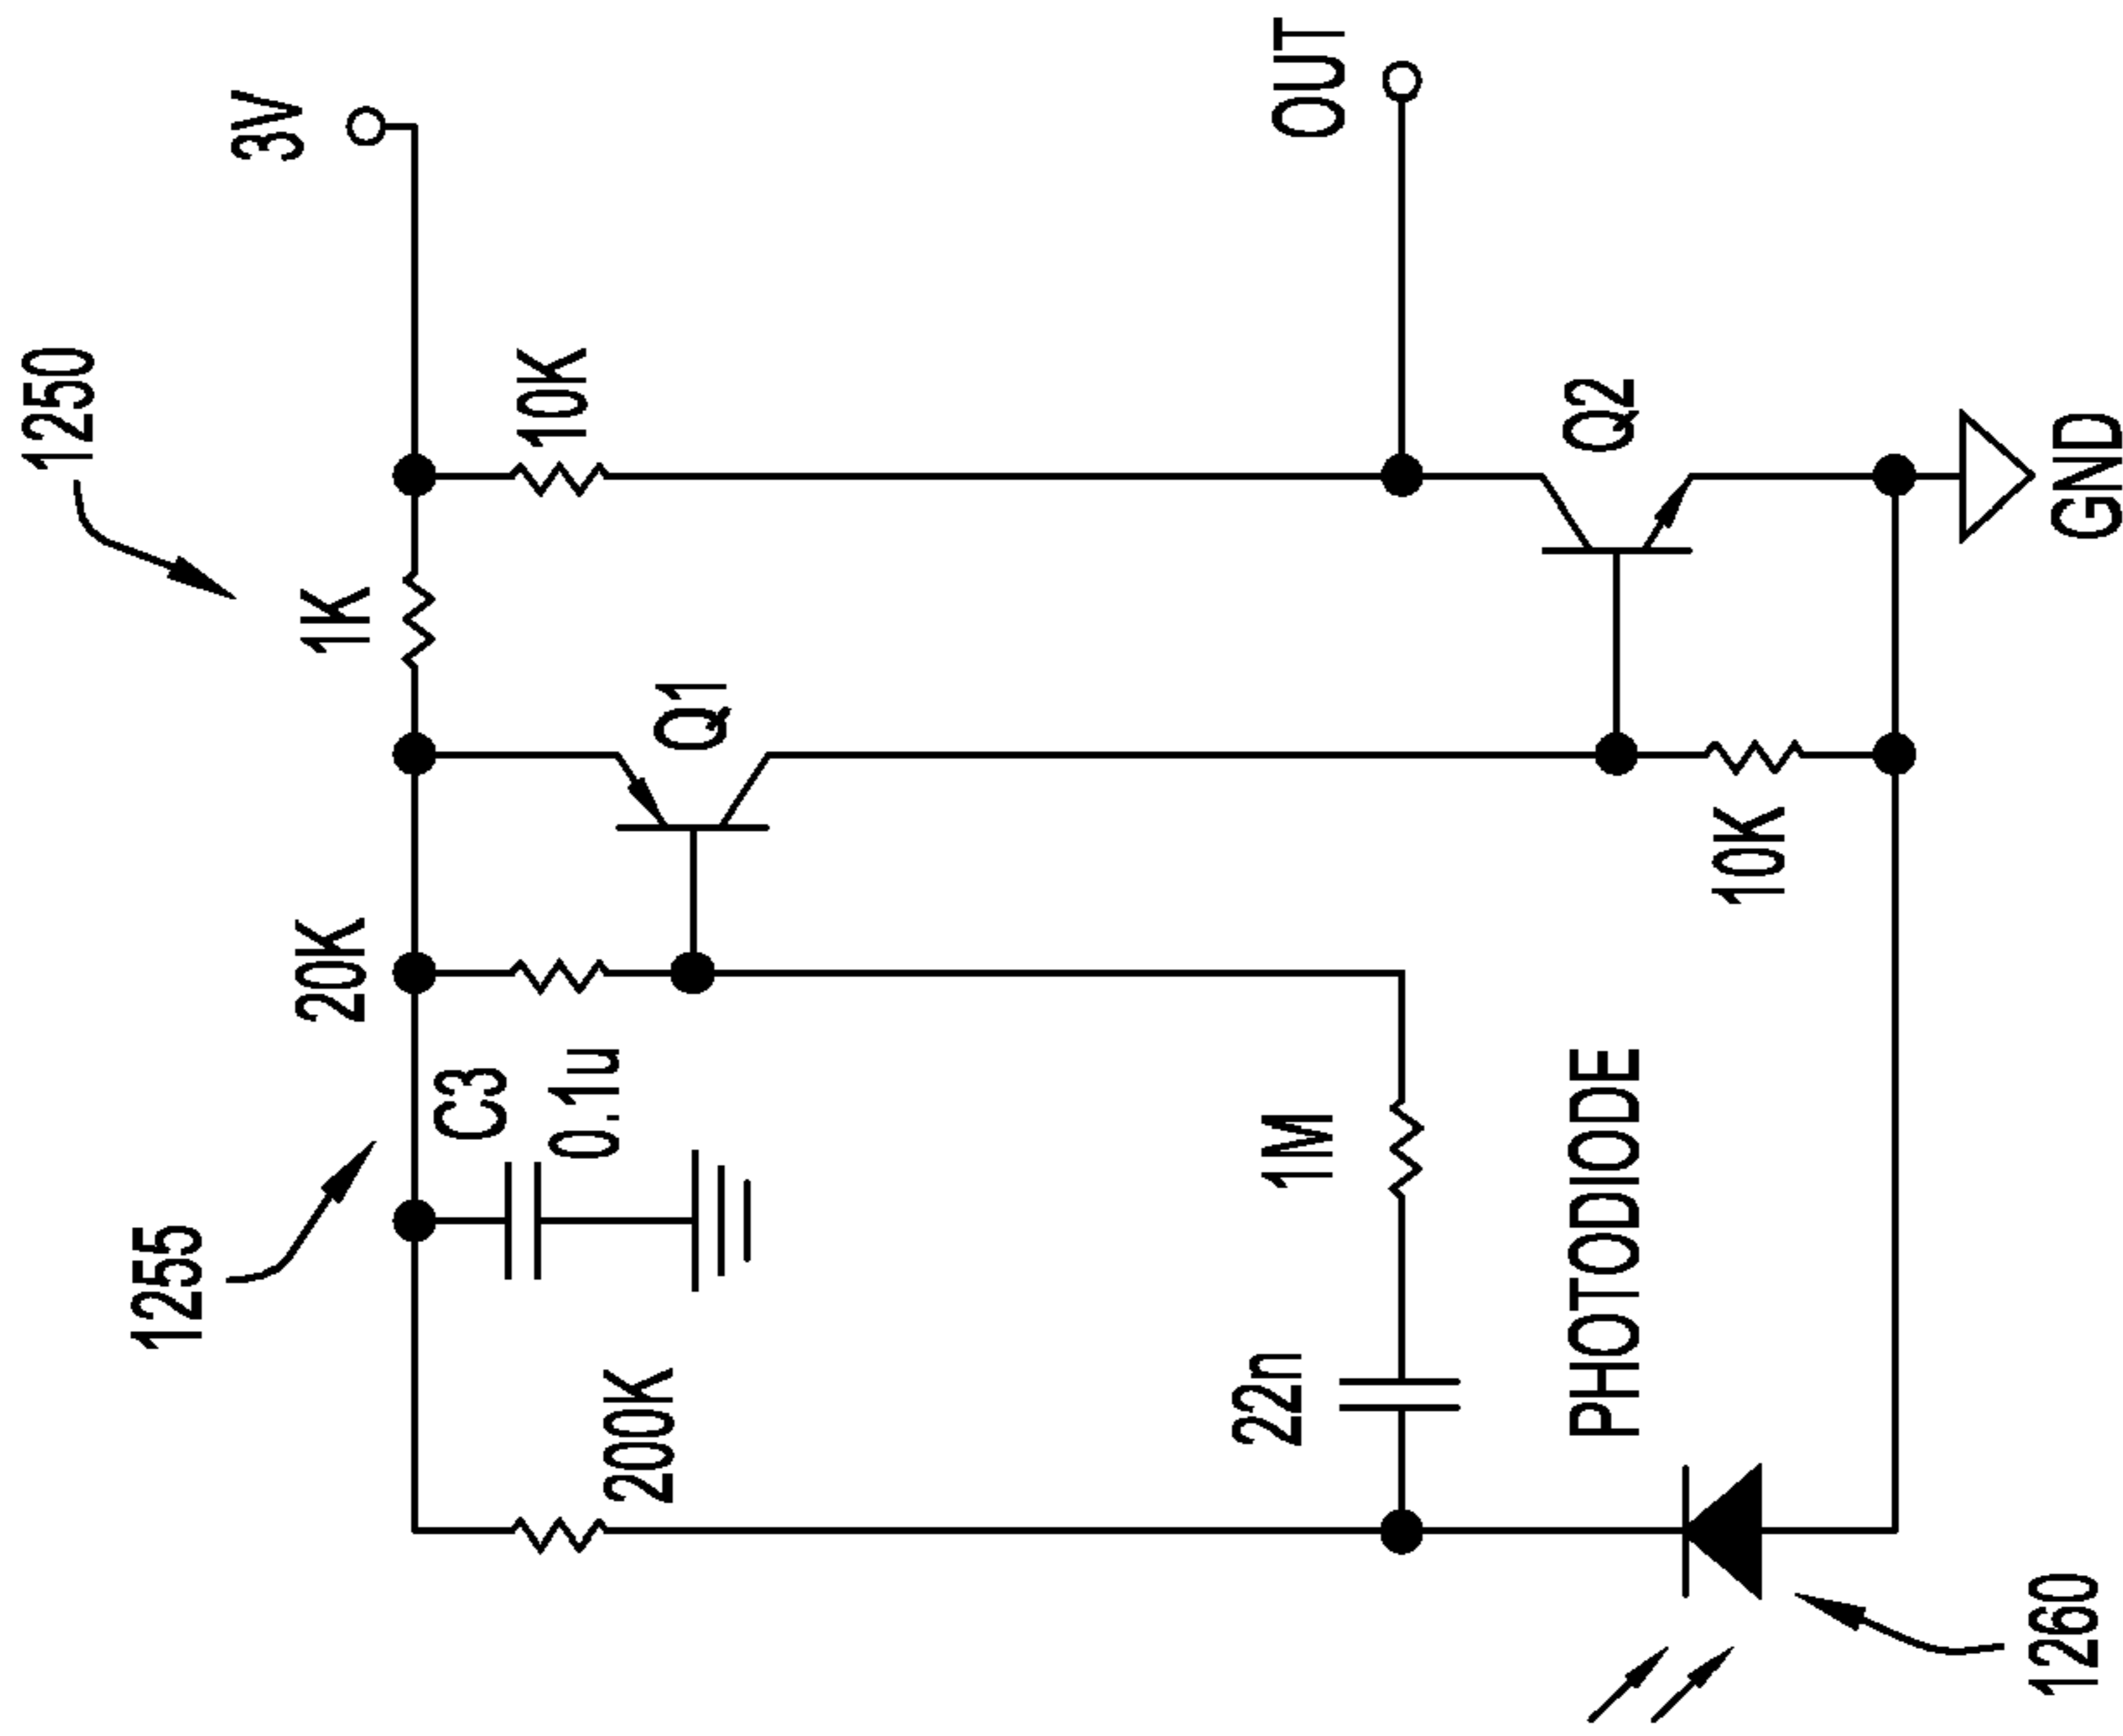 1250
3V
1K
10K
OUT
Q1
Q2
GND
1255
20K
C3
0.1u
10K
200K
1M
22n
PHOTODIODE
1260